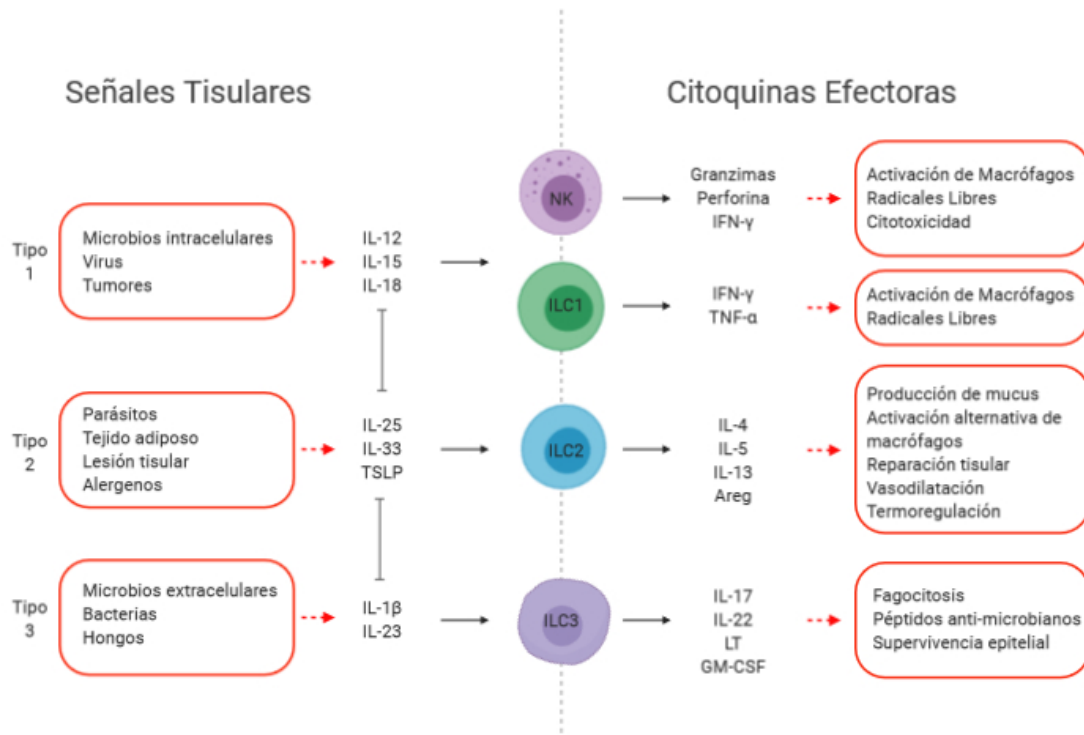 Señales Tisulares
Citoquinas Efectoras
Tipo
1
Microbios intracelulares
Virus
Tumores
IL-12
IL-15
IL-18
NK
Granzimas
Perforina
IFN-γ
Activación de Macrófagos
Radicales Libres
Citotoxicidad
ILC1
IFN-γ
TNF-α
Activación de Macrófagos
Radicales Libres
Tipo
2
Parásitos
Tejido adiposo
Lesión tisular
Alergenos
IL-25
IL-33
TSLP
ILC2
IL-4
IL-5
IL-13
Areg
Producción de mucus
Activación alternativa de
macrófagos
Reparación tisular
Vasodilatación
Termoregulación
Tipo
3
Microbios extracelulares
Bacterias
Hongos
IL-1β
IL-23
ILC3
IL-17
IL-22
LT
GM-CSF
Fagocitosis
Péptidos anti-microbianos
Supervivencia epitelial